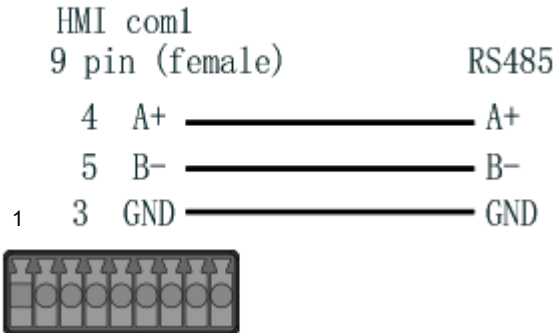 HMI com1
9 pin (female) RS485
4 A+ A+
5 B- B-
1 3 GND GND